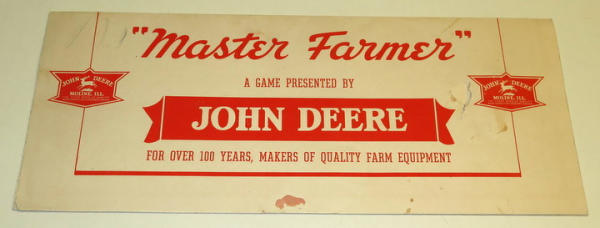 "Master Farmer"
A GAME PRESENTED BY
JOHN DEERE
MOLINE, ILL.
JOHN DEERE
JOHN DEERE
MOLINE, ILL.
FOR OVER 100 YEARS, MAKERS OF QUALITY FARM EQUIPMENT